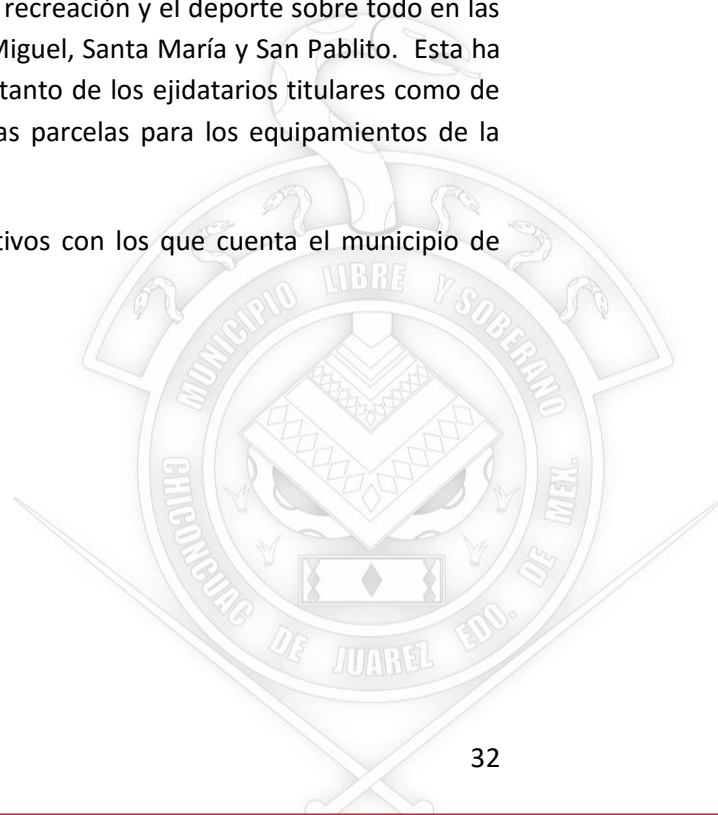 recreación y el deporte sobre todo en las
Miguel, Santa María y San Pablito. Esta ha
tanto de los ejidatarios titulares como de
as parcelas para los equipamientos de la
tivos con los que cuenta el municipio de
MUNICIPIO LIBRE Y SOBERANO
CHICONCUAC DE JUAREZ EDO. DE MEX.
32